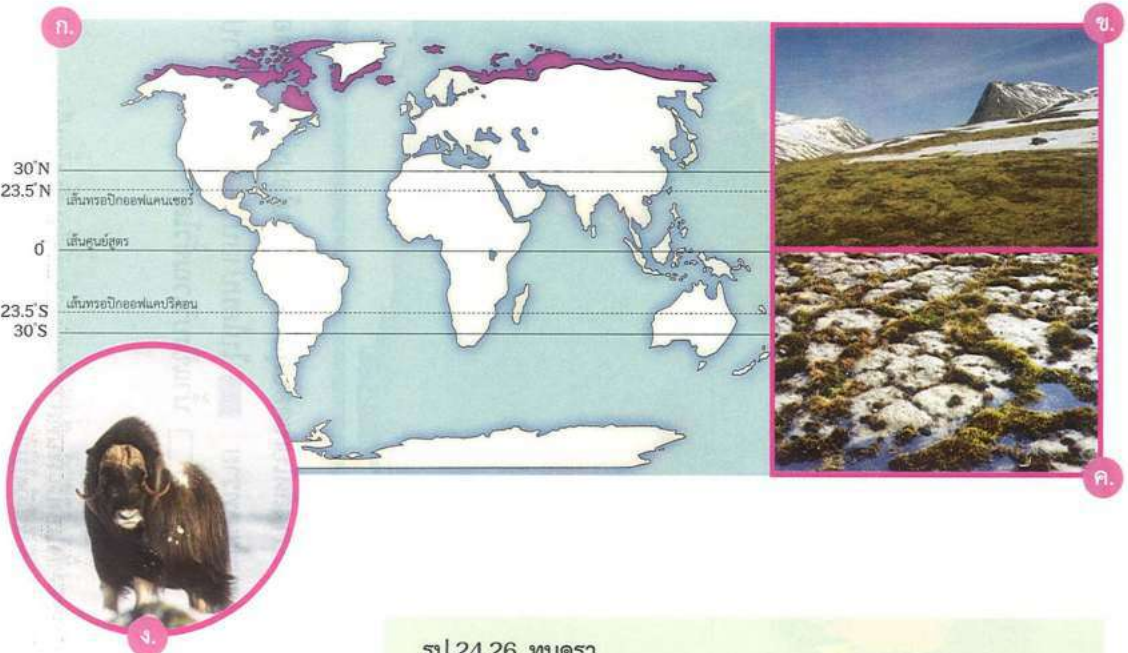 ก.
ข.
30°N
23.5°N
เส้นทรอปิกออฟแคนเซอร์
0°
เส้นศูนย์สูตร
เส้นทรอปิกออฟแคปริคอน
23.5°S
30°S
ค.
ง.
รูป 24.26 ทุนดรา